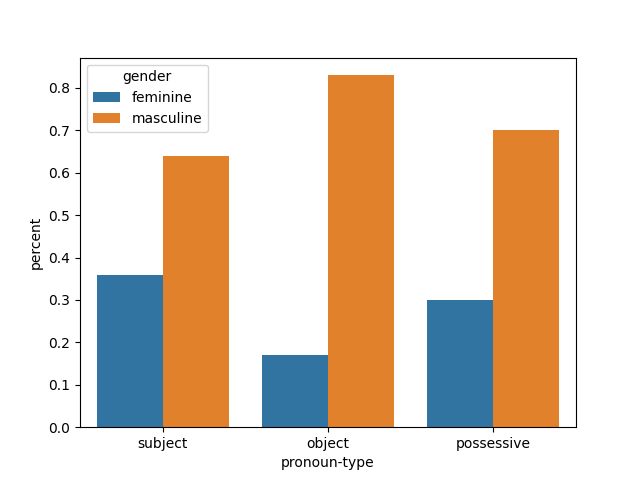 gender
feminine
masculine
0.8
0.7
0.6
0.5
0.4
0.3
0.2
0.1
0.0
percent
subject
object
possessive
pronoun-type